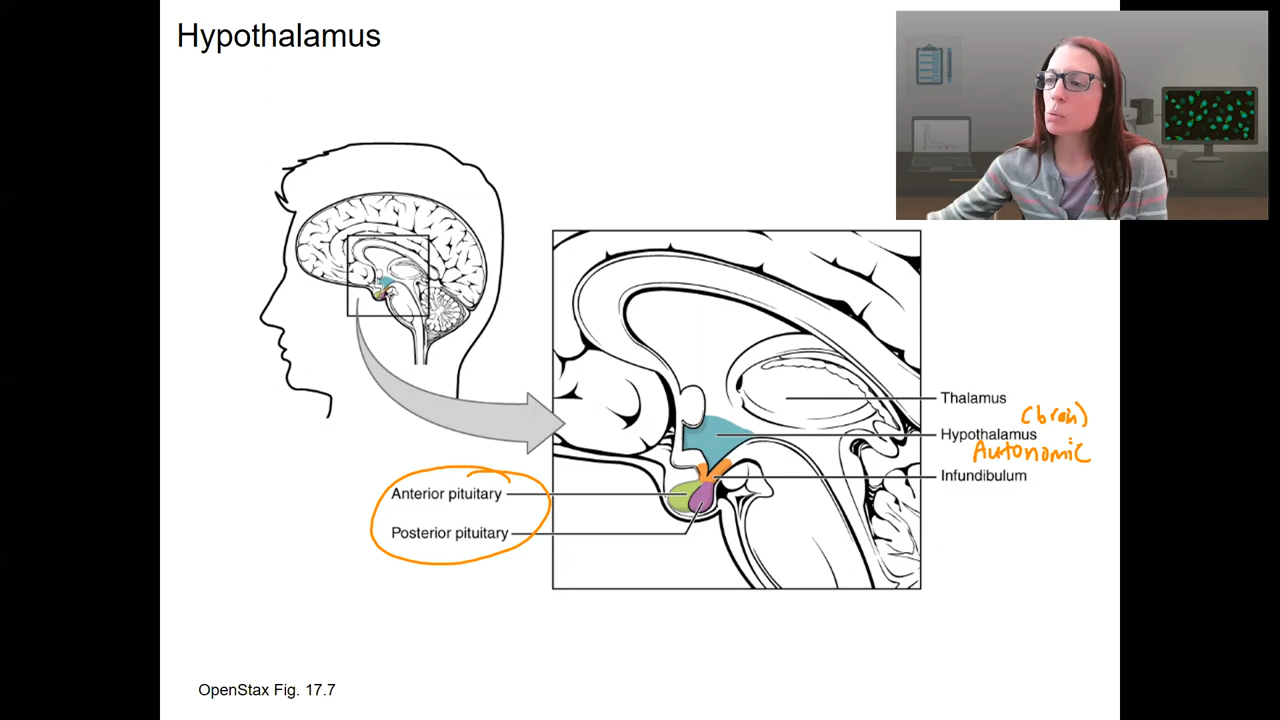 Hypothalamus
Thalamus
(brain)
Hypothalamus
Autonomic
Infundibulum
Anterior pituitary
Posterior pituitary
OpenStax Fig. 17.7